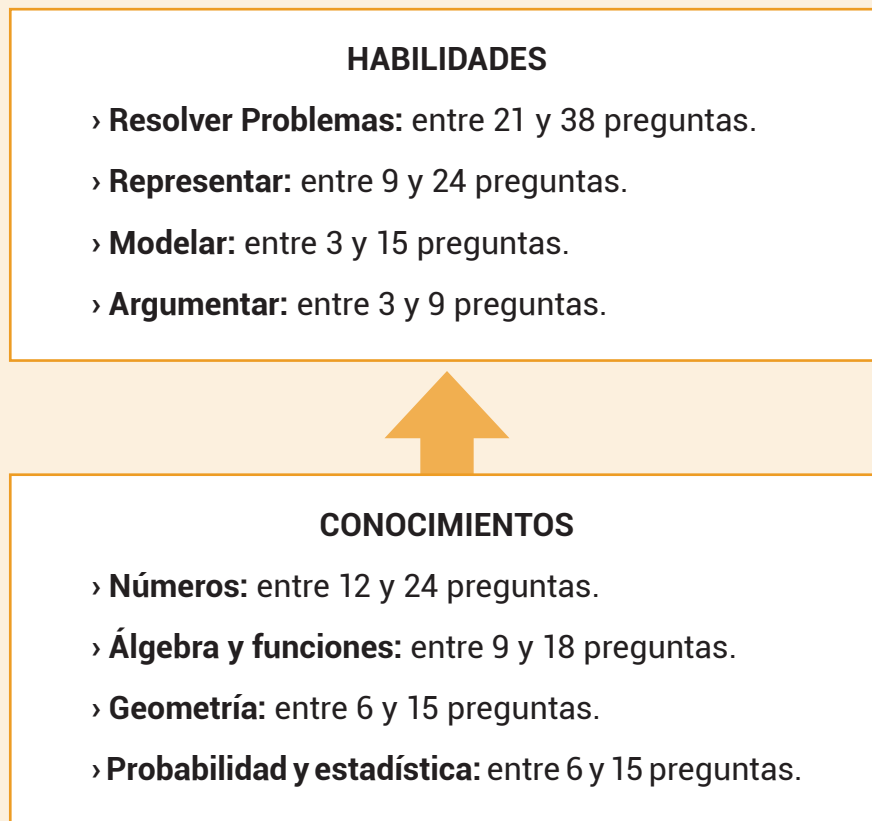 HABILIDADES
› Resolver Problemas: entre 21 y 38 preguntas.
› Representar: entre 9 y 24 preguntas.
› Modelar: entre 3 y 15 preguntas.
› Argumentar: entre 3 y 9 preguntas.
CONOCIMIENTOS
› Números: entre 12 y 24 preguntas.
› Álgebra y funciones: entre 9 y 18 preguntas.
› Geometría: entre 6 y 15 preguntas.
› Probabilidad y estadística: entre 6 y 15 preguntas.